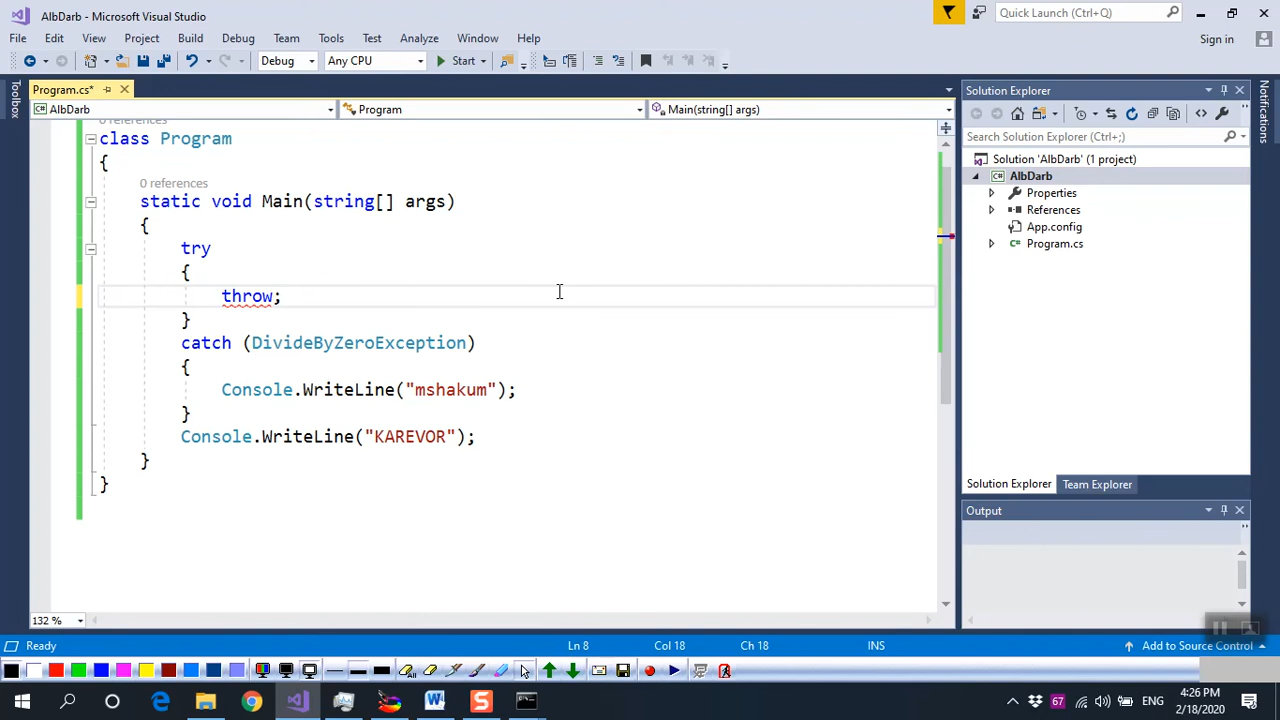 AlbDarb - Microsoft Visual Studio
Quick Launch (Ctrl+Q)
File Edit View Project Build Debug Team Tools Test Analyze Window Help
Sign in
Debug Any CPU Start
Program.cs*
AlbDarb Program Main(string[] args)
Toolbox
0 references
class Program
{
0 references
static void Main(string[] args)
{
try
{
throw;
}
catch (DivideByZeroException)
{
Console.WriteLine("mshakum");
}
Console.WriteLine("KAREVOR");
}
}
132 %
Solution Explorer
Search Solution Explorer (Ctrl+;)
Solution 'AlbDarb' (1 project)
AlbDarb
Properties
References
App.config
C# Program.cs
Solution Explorer Team Explorer
Output
Notifications
Ready Ln 8 Col 18 Ch 18 INS Add to Source Control
All
67 ENG 4:26 PM
2/18/2020